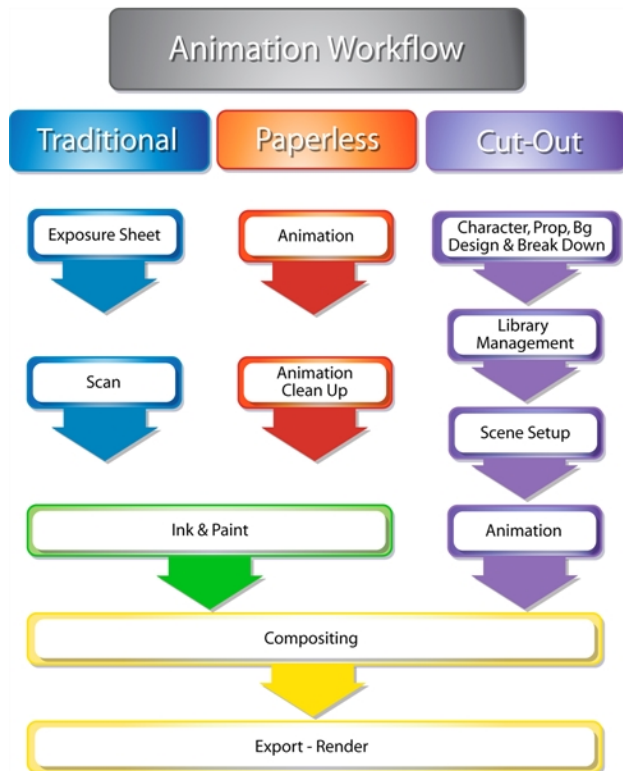 Animation Workflow
Traditional
Paperless
Cut-Out
Exposure Sheet
Animation
Character, Prop, Bg
Design & Break Down
Library
Management
Scan
Animation
Clean Up
Scene Setup
Ink & Paint
Animation
Compositing
Export - Render